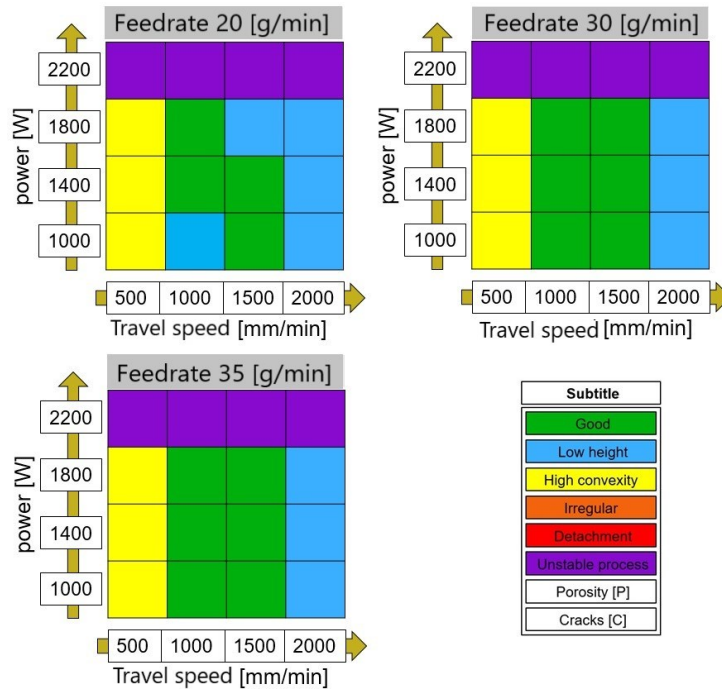 Feedrate 20 [g/min]
power [W]
2200
1800
1400
1000
500 1000 1500 2000
Travel speed [mm/min]
Feedrate 30 [g/min]
power [W]
2200
1800
1400
1000
500 1000 1500 2000
Travel speed [mm/min]
Feedrate 35 [g/min]
power [W]
2200
1800
1400
1000
500 1000 1500 2000
Travel speed [mm/min]
Subtitle
Good
Low height
High convexity
Irregular
Detachment
Unstable process
Porosity [P]
Cracks [C]